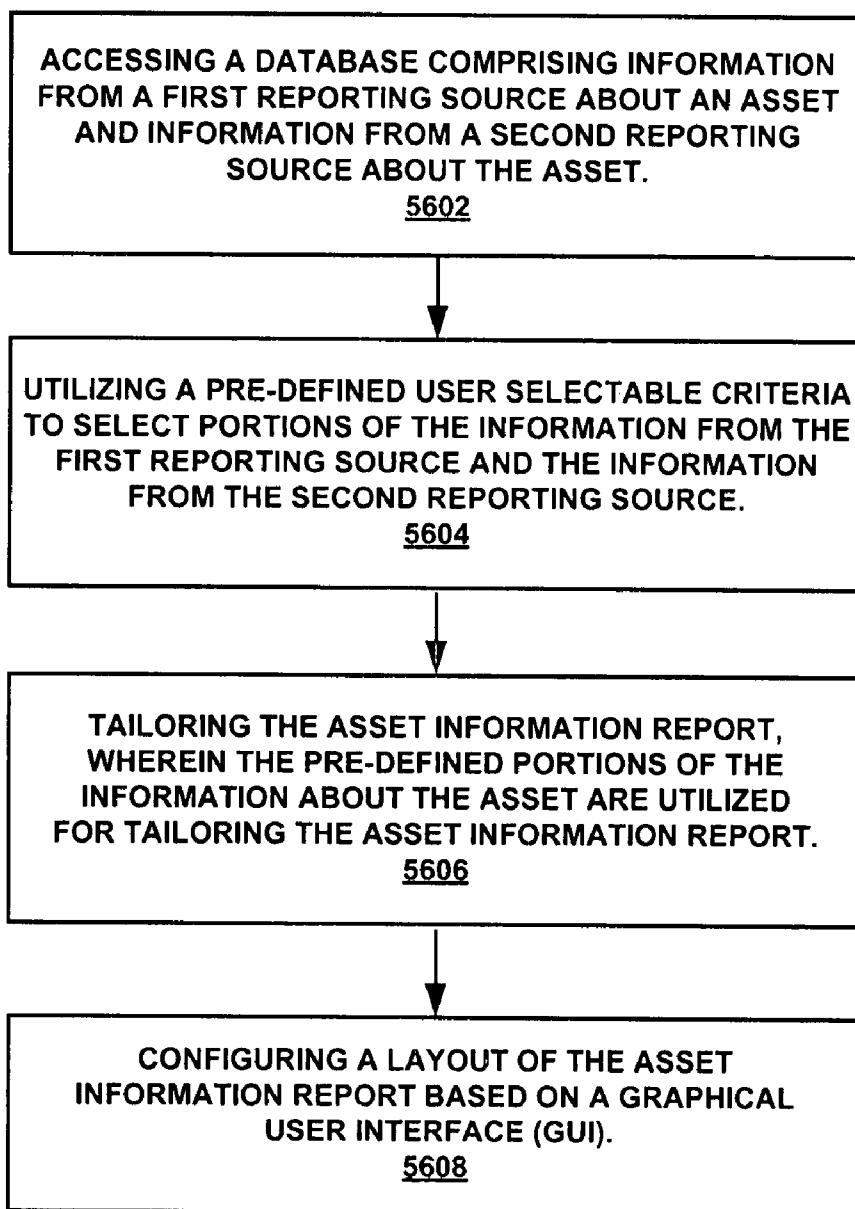 ACCESSING A DATABASE COMPRISING INFORMATION
FROM A FIRST REPORTING SOURCE ABOUT AN ASSET
AND INFORMATION FROM A SECOND REPORTING
SOURCE ABOUT THE ASSET.
5602
UTILIZING A PRE-DEFINED USER SELECTABLE CRITERIA
TO SELECT PORTIONS OF THE INFORMATION FROM THE
FIRST REPORTING SOURCE AND THE INFORMATION
FROM THE SECOND REPORTING SOURCE.
5604
TAILORING THE ASSET INFORMATION REPORT,
WHEREIN THE PRE-DEFINED PORTIONS OF THE
INFORMATION ABOUT THE ASSET ARE UTILIZED
FOR TAILORING THE ASSET INFORMATION REPORT.
5606
CONFIGURING A LAYOUT OF THE ASSET
INFORMATION REPORT BASED ON A GRAPHICAL
USER INTERFACE (GUI).
5608